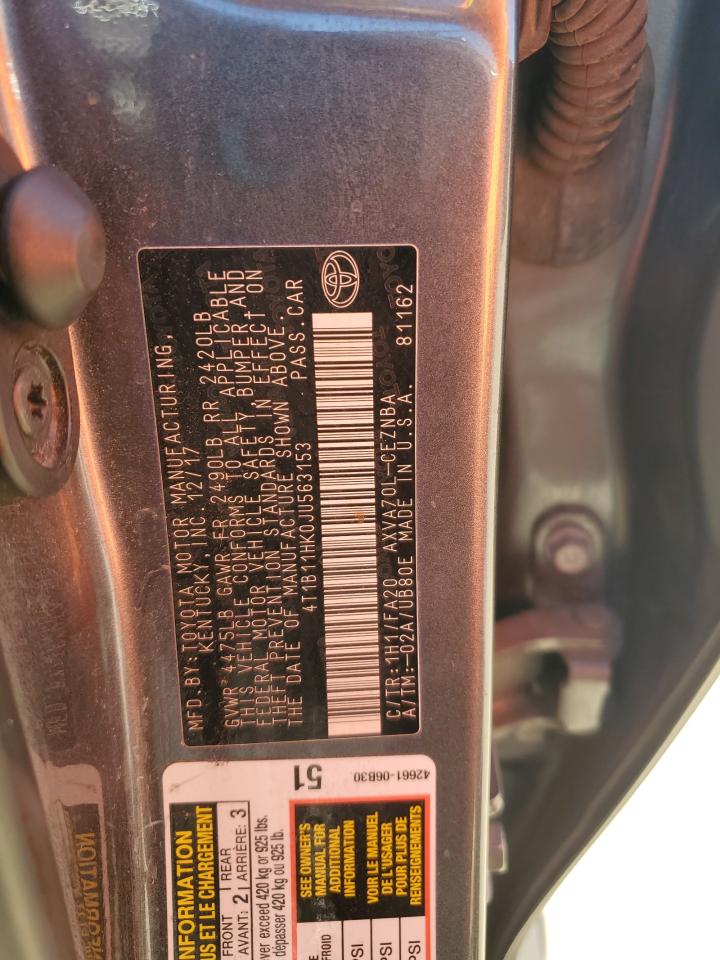 MFD.BY:TOYOTA MOTOR MANUFACTURING,
KENTUCKY, INC 12/17
GVWR 4475LB GAWR FR 2490LB RR 2420LB
THIS VEHICLE CONFORMS TO ALL APPLICABLE
FEDERAL MOTOR VEHICLE SAFETY, BUMPER AND
THEFT PREVENTION STANDARDS IN EFFECT ON
THE DATE OF MANUFACTURE SHOWN ABOVE.
4T1B11HK0JU563153 PASS.CAR
C/TR:1H1/FA20 AXVA70L-CEZNBA
A/TM:-02A/UB80E MADE IN U.S.A. 81162
51
42661-06B30
NFORMATION
US ET LE CHARGEMENT
FRONT 2 REAR 3
AVANT: ARRIÈRE:
ver exceed 420 kg or 925 lbs.
dépasser 420 kg ou 925 lb.
SEE OWNER'S
MANUAL FOR
ADDITIONAL
INFORMATION
VOIR LE MANUEL
DE L'USAGER
POUR PLUS DE
RENSEIGNEMENTS
FROID
PSI
PSI
PSI